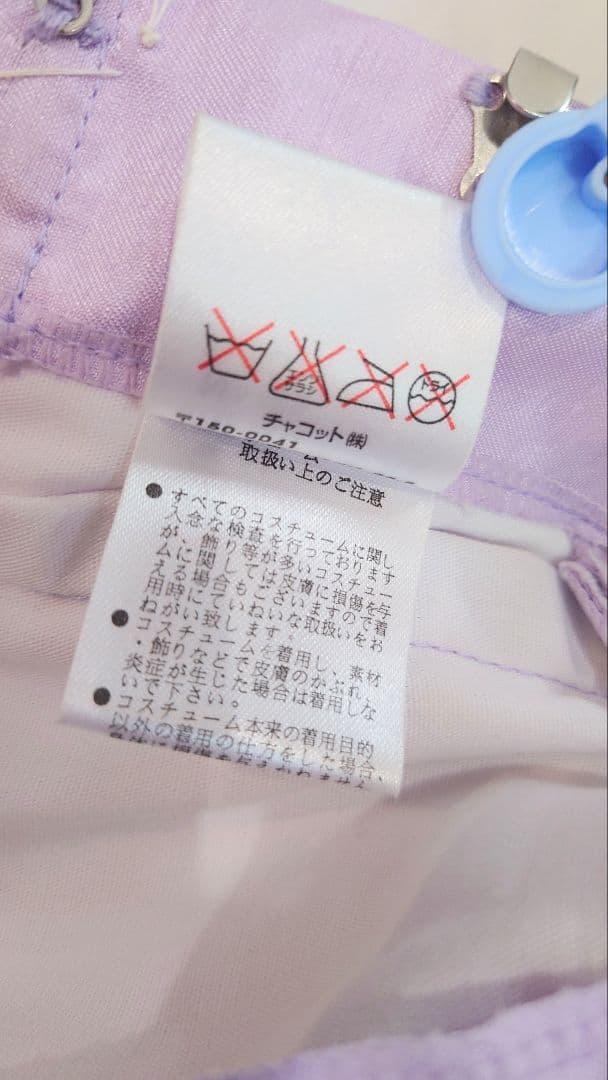 エンソ
サラシ
ドライ
チャコット㈱
〒150-0041
取扱い上のご注意
● すべてのコスチュームに関し
入念な検査を行っております
が、飾り等が多いコスチュー
ムに関しては皮膚に損傷を与
える場合もございますので着
用時にていねいな取扱いをお
ねがい致します。
● コスチュームを着用し、素材
・飾りなどで皮膚のかぶれ、
炎症が生じた場合は着用しな
いで下さい。
● コスチューム本来の着用目的
以外の着用の仕方をした場合、